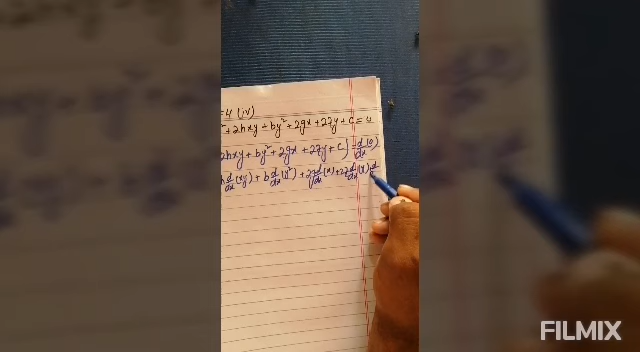 =4 (iv)
² + 2hxy + by² + 2gx + 2fy + c = 0
2hxy + by² + 2gx + 2fy + c) = d/dx (0)
h d/dx (xy) + b d/dx (y²) + 2g d/dx (x) + 2f d/dx (y) d
FILMIX